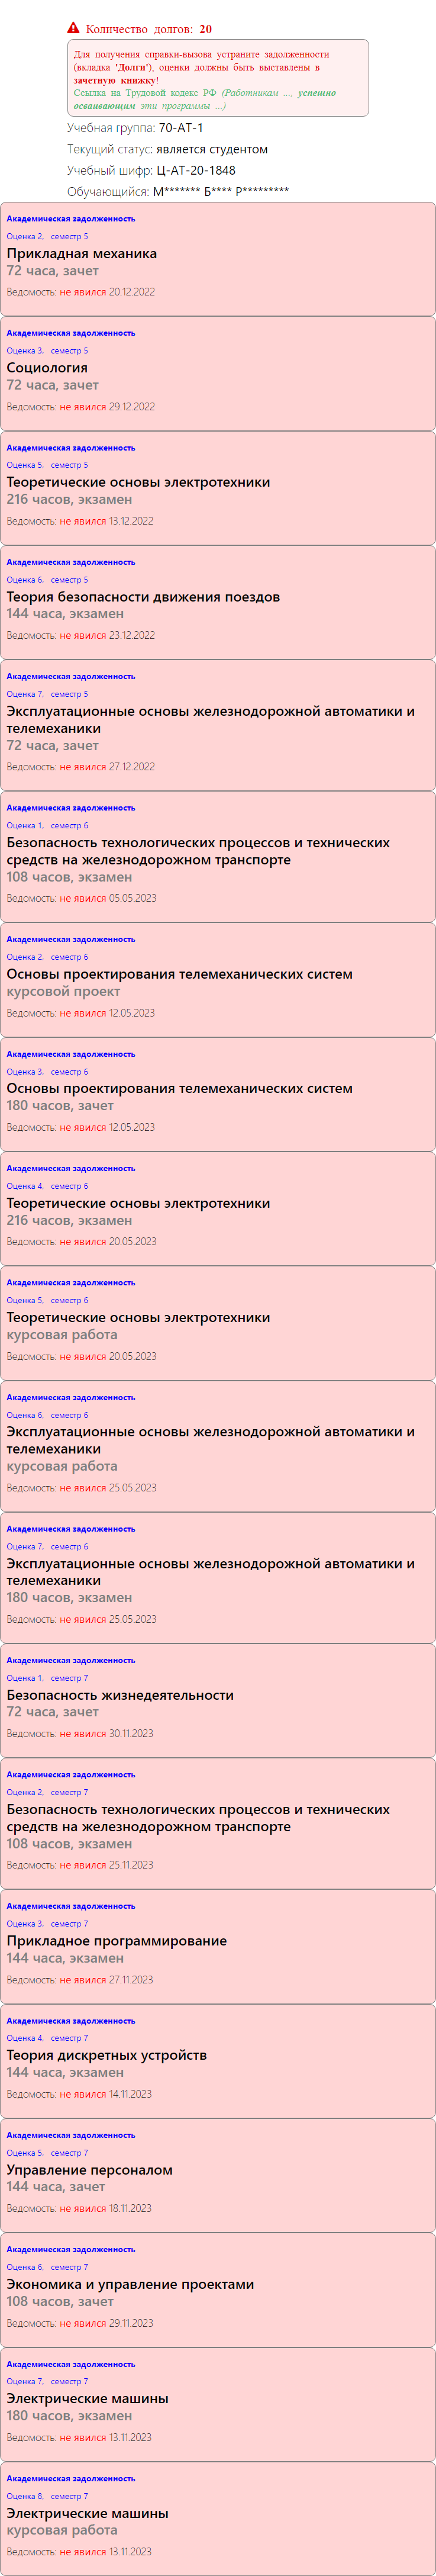 Количество долгов: 20
Для получения справки-вызова устраните задолженности
(вкладка "Долги"), оценки должны быть выставлены в
зачетную книжку!
Ссылка на Трудовой кодекс РФ (Работникам ..., успешно
осваивающим эти программы ...)
Учебная группа: 70-АТ-1
Текущий статус: является студентом
Учебный шифр: Ц-АТ-20-1848
Обучающийся: М******* Б**** Р*********
Академическая задолженность
Оценка 2, семестр 5
Прикладная механика
72 часа, зачет
Ведомость: не явился 20.12.2022
Академическая задолженность
Оценка 3, семестр 5
Социология
72 часа, зачет
Ведомость: не явился 29.12.2022
Академическая задолженность
Оценка 5, семестр 5
Теоретические основы электротехники
216 часов, экзамен
Ведомость: не явился 13.12.2022
Академическая задолженность
Оценка 6, семестр 5
Теория безопасности движения поездов
144 часа, экзамен
Ведомость: не явился 23.12.2022
Академическая задолженность
Оценка 7, семестр 5
Эксплуатационные основы железнодорожной автоматики и
телемеханики
72 часа, зачет
Ведомость: не явился 27.12.2022
Академическая задолженность
Оценка 1, семестр 6
Безопасность технологических процессов и технических
средств на железнодорожном транспорте
108 часов, экзамен
Ведомость: не явился 05.05.2023
Академическая задолженность
Оценка 2, семестр 6
Основы проектирования телемеханических систем
курсовой проект
Ведомость: не явился 12.05.2023
Академическая задолженность
Оценка 3, семестр 6
Основы проектирования телемеханических систем
180 часов, зачет
Ведомость: не явился 12.05.2023
Академическая задолженность
Оценка 4, семестр 6
Теоретические основы электротехники
216 часов, экзамен
Ведомость: не явился 20.05.2023
Академическая задолженность
Оценка 5, семестр 6
Теоретические основы электротехники
курсовая работа
Ведомость: не явился 20.05.2023
Академическая задолженность
Оценка 6, семестр 6
Эксплуатационные основы железнодорожной автоматики и
телемеханики
курсовая работа
Ведомость: не явился 25.05.2023
Академическая задолженность
Оценка 7, семестр 6
Эксплуатационные основы железнодорожной автоматики и
телемеханики
180 часов, экзамен
Ведомость: не явился 25.05.2023
Академическая задолженность
Оценка 1, семестр 7
Безопасность жизнедеятельности
72 часа, зачет
Ведомость: не явился 30.11.2023
Академическая задолженность
Оценка 2, семестр 7
Безопасность технологических процессов и технических
средств на железнодорожном транспорте
108 часов, экзамен
Ведомость: не явился 25.11.2023
Академическая задолженность
Оценка 3, семестр 7
Прикладное программирование
144 часа, экзамен
Ведомость: не явился 27.11.2023
Академическая задолженность
Оценка 4, семестр 7
Теория дискретных устройств
144 часа, экзамен
Ведомость: не явился 14.11.2023
Академическая задолженность
Оценка 5, семестр 7
Управление персоналом
144 часа, зачет
Ведомость: не явился 18.11.2023
Академическая задолженность
Оценка 6, семестр 7
Экономика и управление проектами
108 часов, зачет
Ведомость: не явился 29.11.2023
Академическая задолженность
Оценка 7, семестр 7
Электрические машины
180 часов, экзамен
Ведомость: не явился 13.11.2023
Академическая задолженность
Оценка 8, семестр 7
Электрические машины
курсовая работа
Ведомость: не явился 13.11.2023